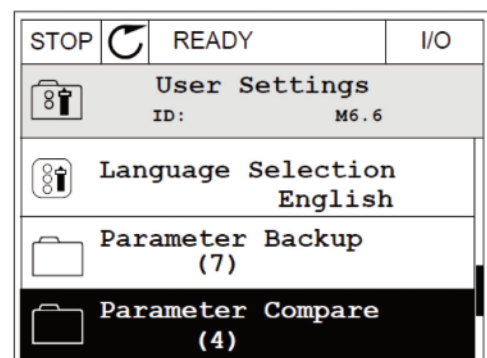 STOP READY I/O
User Settings
ID: M6.6
Language Selection
English
Parameter Backup
(7)
Parameter Compare
(4)